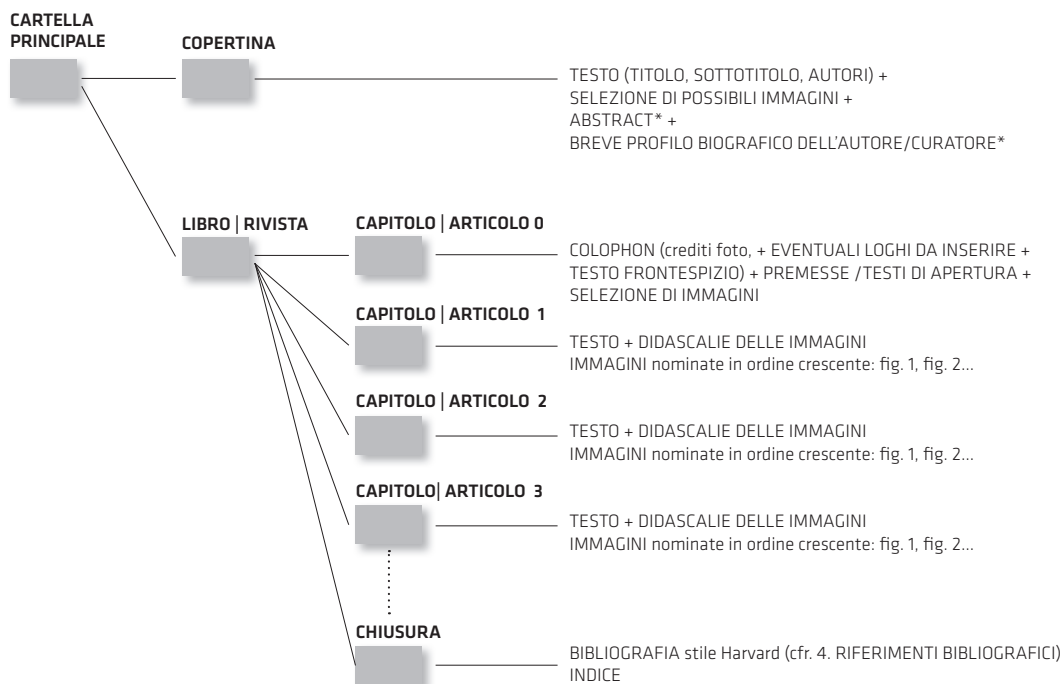 CARTELLA
PRINCIPALE
COPERTINA
TESTO (TITOLO, SOTTOTITOLO, AUTORI) +
SELEZIONE DI POSSIBILI IMMAGINI +
ABSTRACT* +
BREVE PROFILO BIOGRAFICO DELL'AUTORE/CURATORE*
LIBRO | RIVISTA
CAPITOLO | ARTICOLO 0
COLOPHON (crediti foto, + EVENTUALI LOGHI DA INSERIRE +
TESTO FRONTESPIZIO) + PREMESSE /TESTI DI APERTURA +
SELEZIONE DI IMMAGINI
CAPITOLO | ARTICOLO 1
TESTO + DIDASCALIE DELLE IMMAGINI
IMMAGINI nominate in ordine crescente: fig. 1, fig. 2...
CAPITOLO | ARTICOLO 2
TESTO + DIDASCALIE DELLE IMMAGINI
IMMAGINI nominate in ordine crescente: fig. 1, fig. 2...
CAPITOLO| ARTICOLO 3
TESTO + DIDASCALIE DELLE IMMAGINI
IMMAGINI nominate in ordine crescente: fig. 1, fig. 2...
CHIUSURA
BIBLIOGRAFIA stile Harvard (cfr. 4. RIFERIMENTI BIBLIOGRAFICI)
INDICE